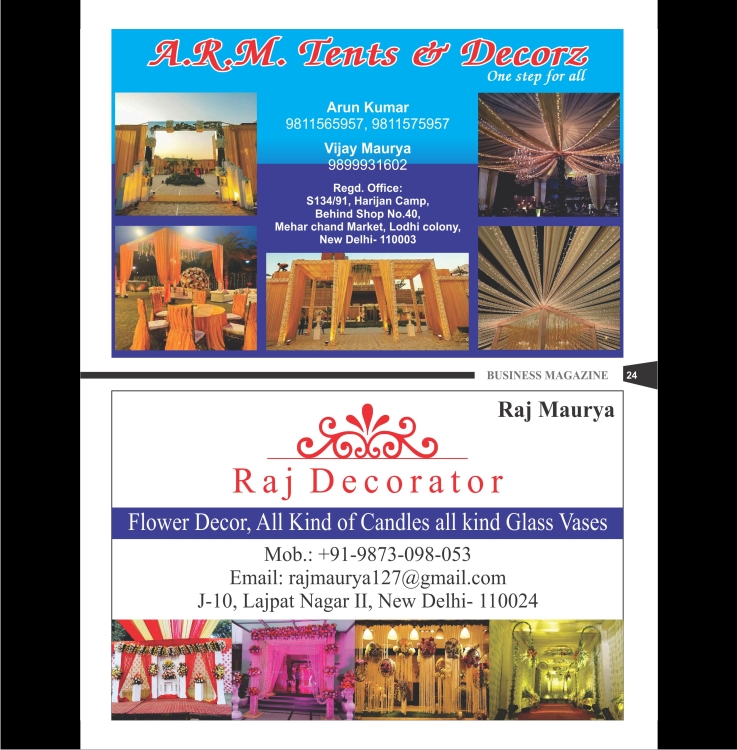 A.R.M. Tents & Decorz
One step for all
Arun Kumar
9811565957, 9811575957
Vijay Maurya
9899931602
Regd. Office:
S134/91, Harijan Camp,
Behind Shop No.40,
Mehar chand Market, Lodhi colony,
New Delhi- 110003
BUSINESS MAGAZINE 24
Raj Maurya
Raj Decorator
Flower Decor, All Kind of Candles all kind Glass Vases
Mob.: +91-9873-098-053
Email: rajmaurya127@gmail.com
J-10, Lajpat Nagar II, New Delhi- 110024